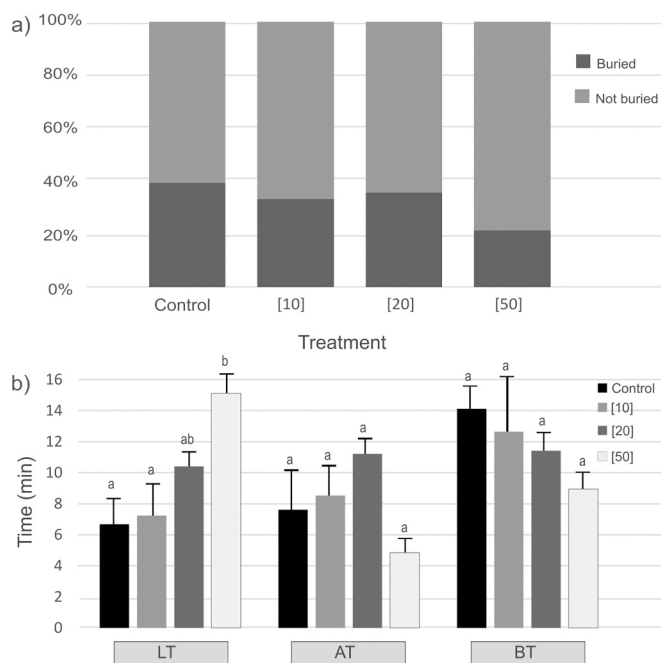 a)
100%
80%
60%
40%
20%
0%
Buried
Not buried
Control [10] [20] [50]
Treatment
b)
Time (min)
16
14
12
10
8
6
4
2
0
a a ab b
a a a a
a a a a
Control
[10]
[20]
[50]
LT AT BT